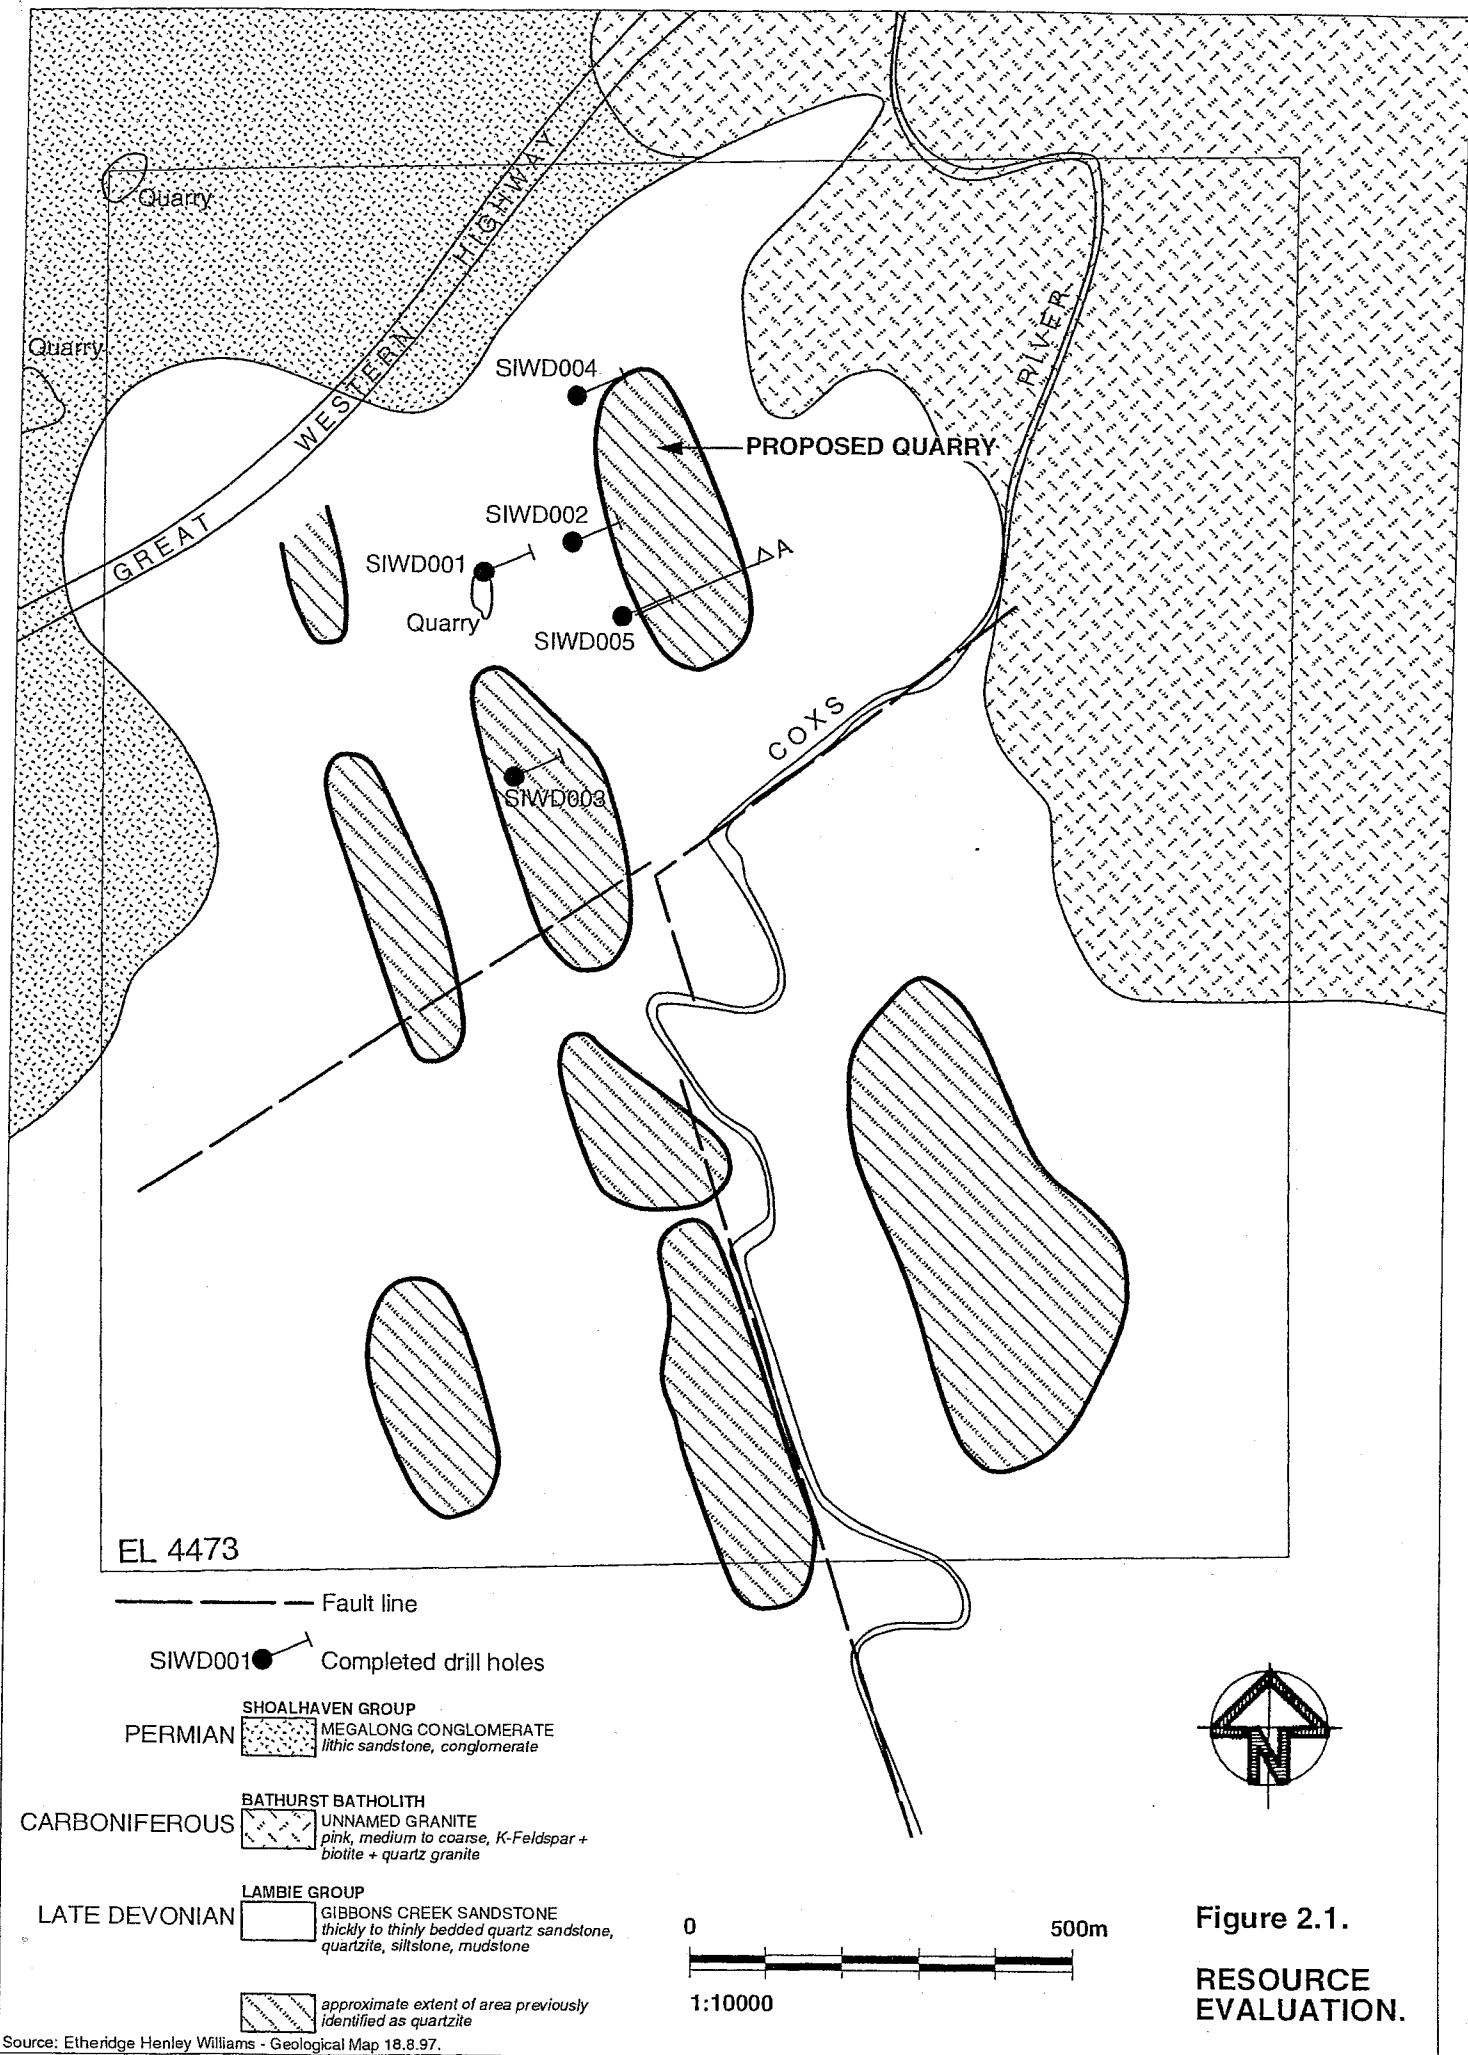 Quarry
GREAT WESTERN HIGHWAY
Quarry
RIVER
SIWD004
PROPOSED QUARRY
SIWD002
SIWD001
ΔA
Quarry
SIWD005
COXS
SIWD003
EL 4473
Fault line
SIWD001
Completed drill holes
SHOALHAVEN GROUP
PERMIAN
MEGALONG CONGLOMERATE
lithic sandstone, conglomerate
BATHURST BATHOLITH
CARBONIFEROUS
UNNAMED GRANITE
pink, medium to coarse, K-Feldspar +
biotite + quartz granite
LAMBIE GROUP
LATE DEVONIAN
GIBBONS CREEK SANDSTONE
thickly to thinly bedded quartz sandstone,
quartzite, siltstone, mudstone
approximate extent of area previously
identified as quartzite
N
0 500m
1:10000
Figure 2.1.
RESOURCE
EVALUATION.
Source: Etheridge Henley Williams - Geological Map 18.8.97.